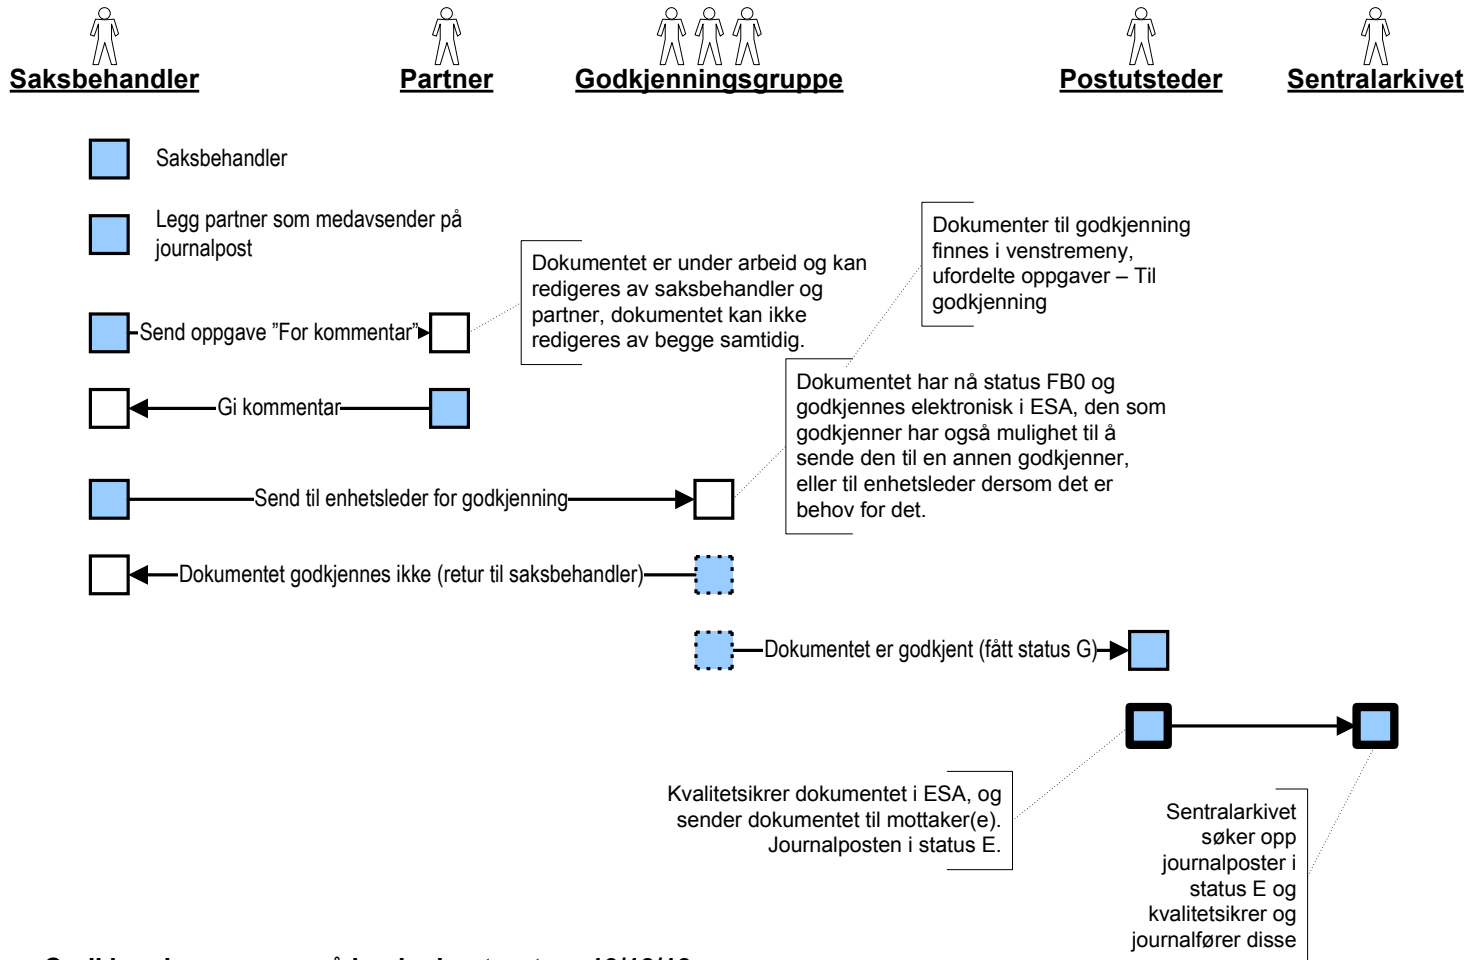 Saksbehandler
Partner
Godkjenningsgruppe
Postutsteder
Sentralarkivet
Saksbehandler
Legg partner som medavsender på
journalpost
Dokumenter til godkjenning
finnes i venstremeny,
ufordelte oppgaver – Til
godkjenning
Dokumentet er under arbeid og kan
redigeres av saksbehandler og
partner, dokumentet kan ikke
redigeres av begge samtidig.
Send oppgave ”For kommentar”
Gi kommentar
Dokumentet har nå status FB0 og
godkjennes elektronisk i ESA, den som
godkjenner har også mulighet til å
sende den til en annen godkjenner,
eller til enhetsleder dersom det er
behov for det.
Send til enhetsleder for godkjenning
Dokumentet godkjennes ikke (retur til saksbehandler)
Dokumentet er godkjent (fått status G)
Kvalitetsikrer dokumentet i ESA, og
sender dokumentet til mottaker(e).
Journalposten i status E.
Sentralarkivet
søker opp
journalposter i
status E og
kvalitetsikrer og
journalfører disse